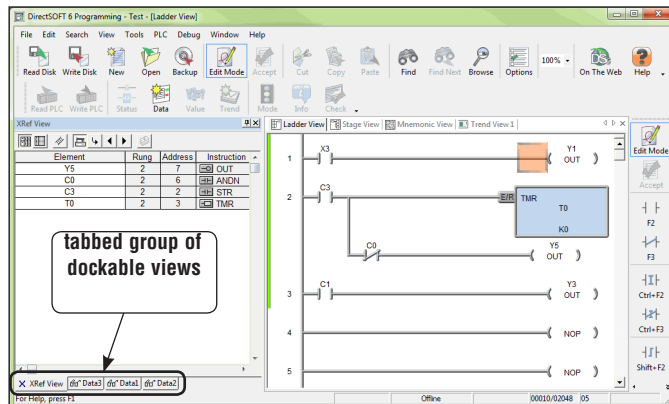 DirectSOFT 6 Programming - Test - [Ladder View]
File Edit Search View Tools PLC Debug Window Help
Read Disk Write Disk New Open Backup Edit Mode Accept Cut Copy Paste Find Find Next Browse Options 100% On The Web Help
Read PLC Write PLC Status Data Value Trend Mode Info Check
XRef View
Element Rung Address Instruction
Y5 2 7 OUT
C0 2 6 ANDN
C3 2 2 STR
T0 2 3 TMR
tabbed group of
dockable views
XRef View Data3 Data1 Data2
Ladder View Stage View Mnemonic View Trend View 1
1 X3 Y1
OUT
2 C3
E/R TMR
T0
K0
C0 Y5
OUT
3 C1 Y3
OUT
4 NOP
5 NOP
Edit Mode
Accept
F2
F3
Ctrl+F2
Ctrl+F3
Shift+F2
For Help, press F1 Offline 00010/02048 05